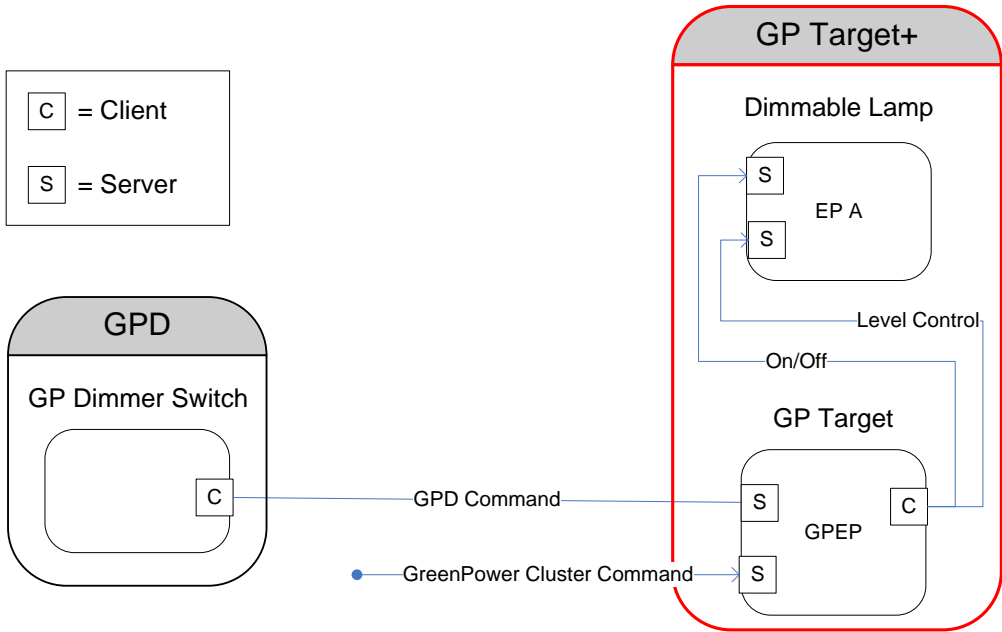 GP Target+
C = Client
S = Server
Dimmable Lamp
S
EP A
S
Level Control
On/Off
GPD
GP Dimmer Switch
C
GP Target
GPD Command
S
GPEP
C
GreenPower Cluster Command
S